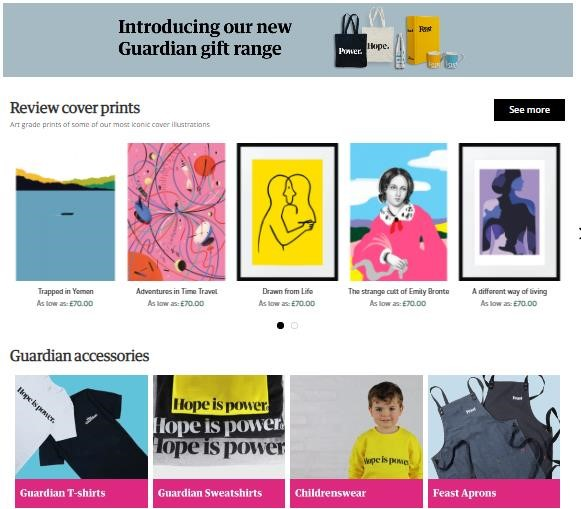 Introducing our new
Guardian gift range
Power.
Hope.
Feast
Review cover prints
See more
Art grade prints of some of our most iconic cover illustrations
Trapped in Yemen
As low as: £70.00
Adventures in Time Travel
As low as: £70.00
Drawn from Life
As low as: £70.00
The strange cult of Emily Bronte
As low as: £70.00
A different way of living
As low as: £70.00
Guardian accessories
Hope is power.
Hope is power.
Hope is power.
Hope is power.
Hope is power.
Feast
Guardian T-shirts
Guardian Sweatshirts
Childrenswear
Feast Aprons